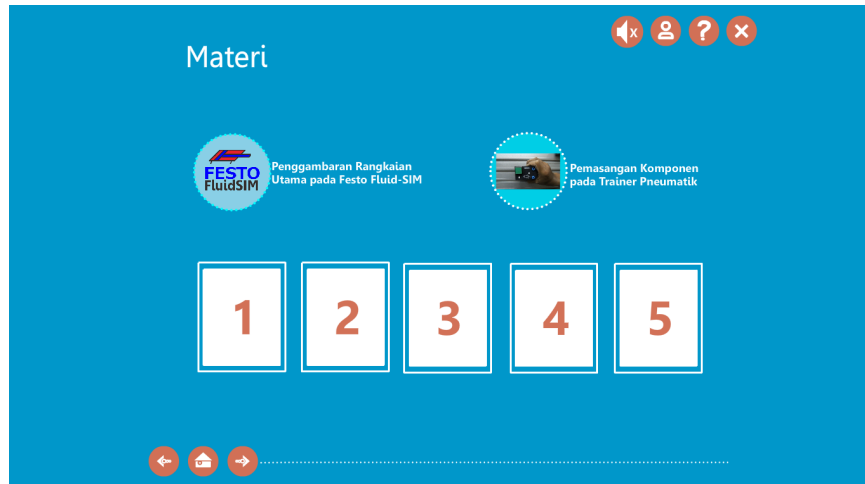 Materi
FESTO
FluidSIM
Penggambaran Rangkaian
Utama pada Festo Fluid-SIM
Pemasangan Komponen
pada Trainer Pneumatik
1 2 3 4 5